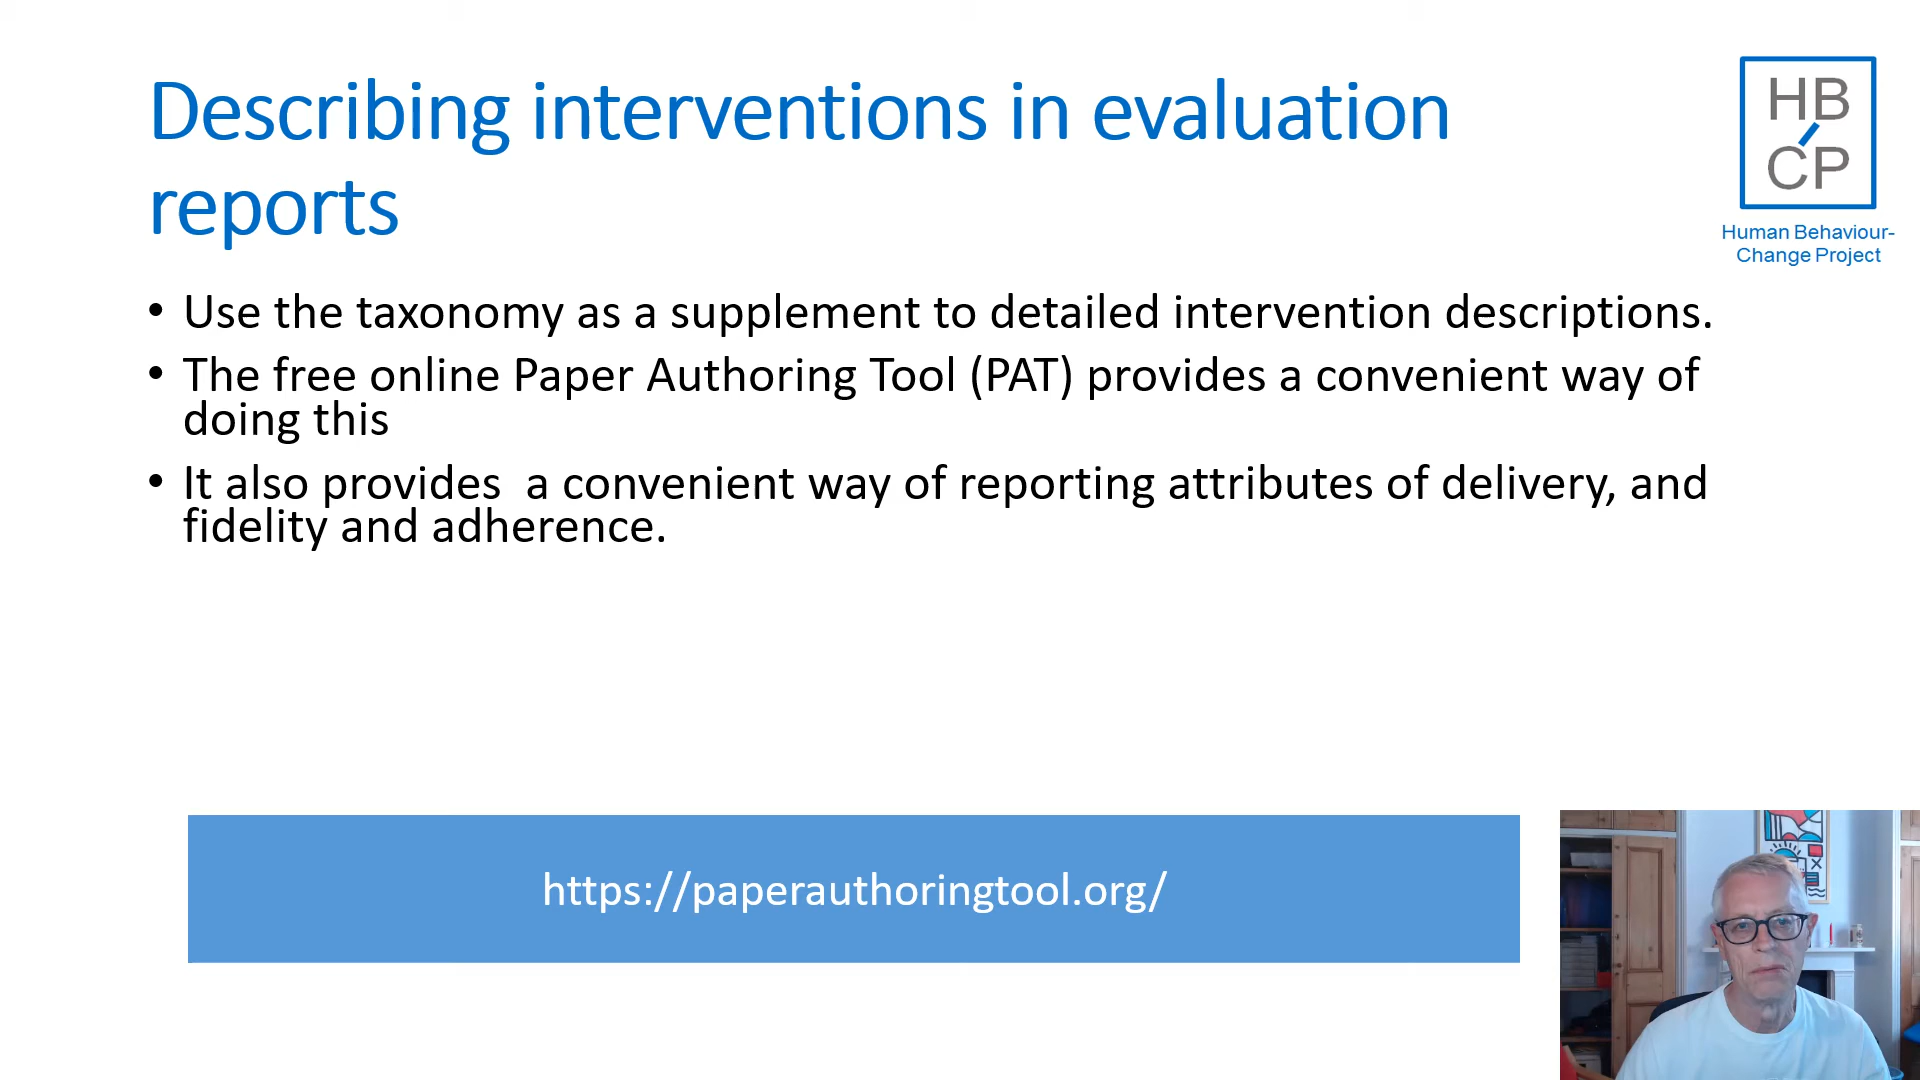 Describing interventions in evaluation
reports
HB
CP
Human Behaviour-
Change Project
• Use the taxonomy as a supplement to detailed intervention descriptions.
• The free online Paper Authoring Tool (PAT) provides a convenient way of
doing this
• It also provides  a convenient way of reporting attributes of delivery, and
fidelity and adherence.
https://paperauthoringtool.org/